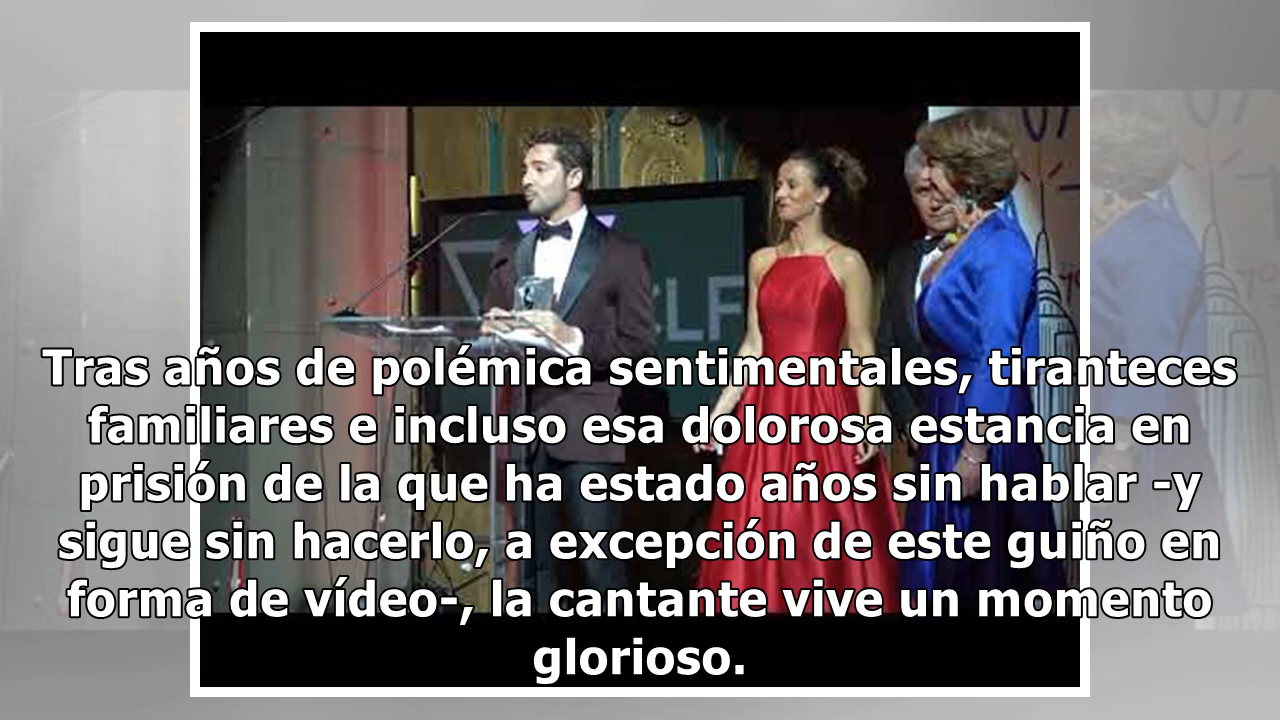 CLF
07
Tras años de polémica sentimentales, tiranteces
familiares e incluso esa dolorosa estancia en
prisión de la que ha estado años sin hablar -y
sigue sin hacerlo, a excepción de este guiño en
forma de vídeo-, la cantante vive un momento
glorioso.